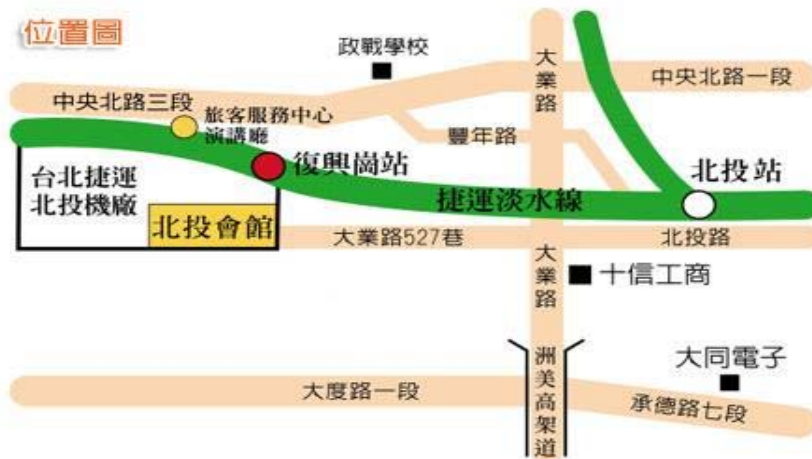 位置圖
政戰學校
大業路
中央北路一段
中央北路三段
旅客服務中心
演講廳
豐年路
復興崗站
北投站
台北捷運
北投機廠
捷運淡水線
北投會館
大業路527巷
北投路
大業路
十信工商
洲美高架道
大同電子
大度路一段
承德路七段